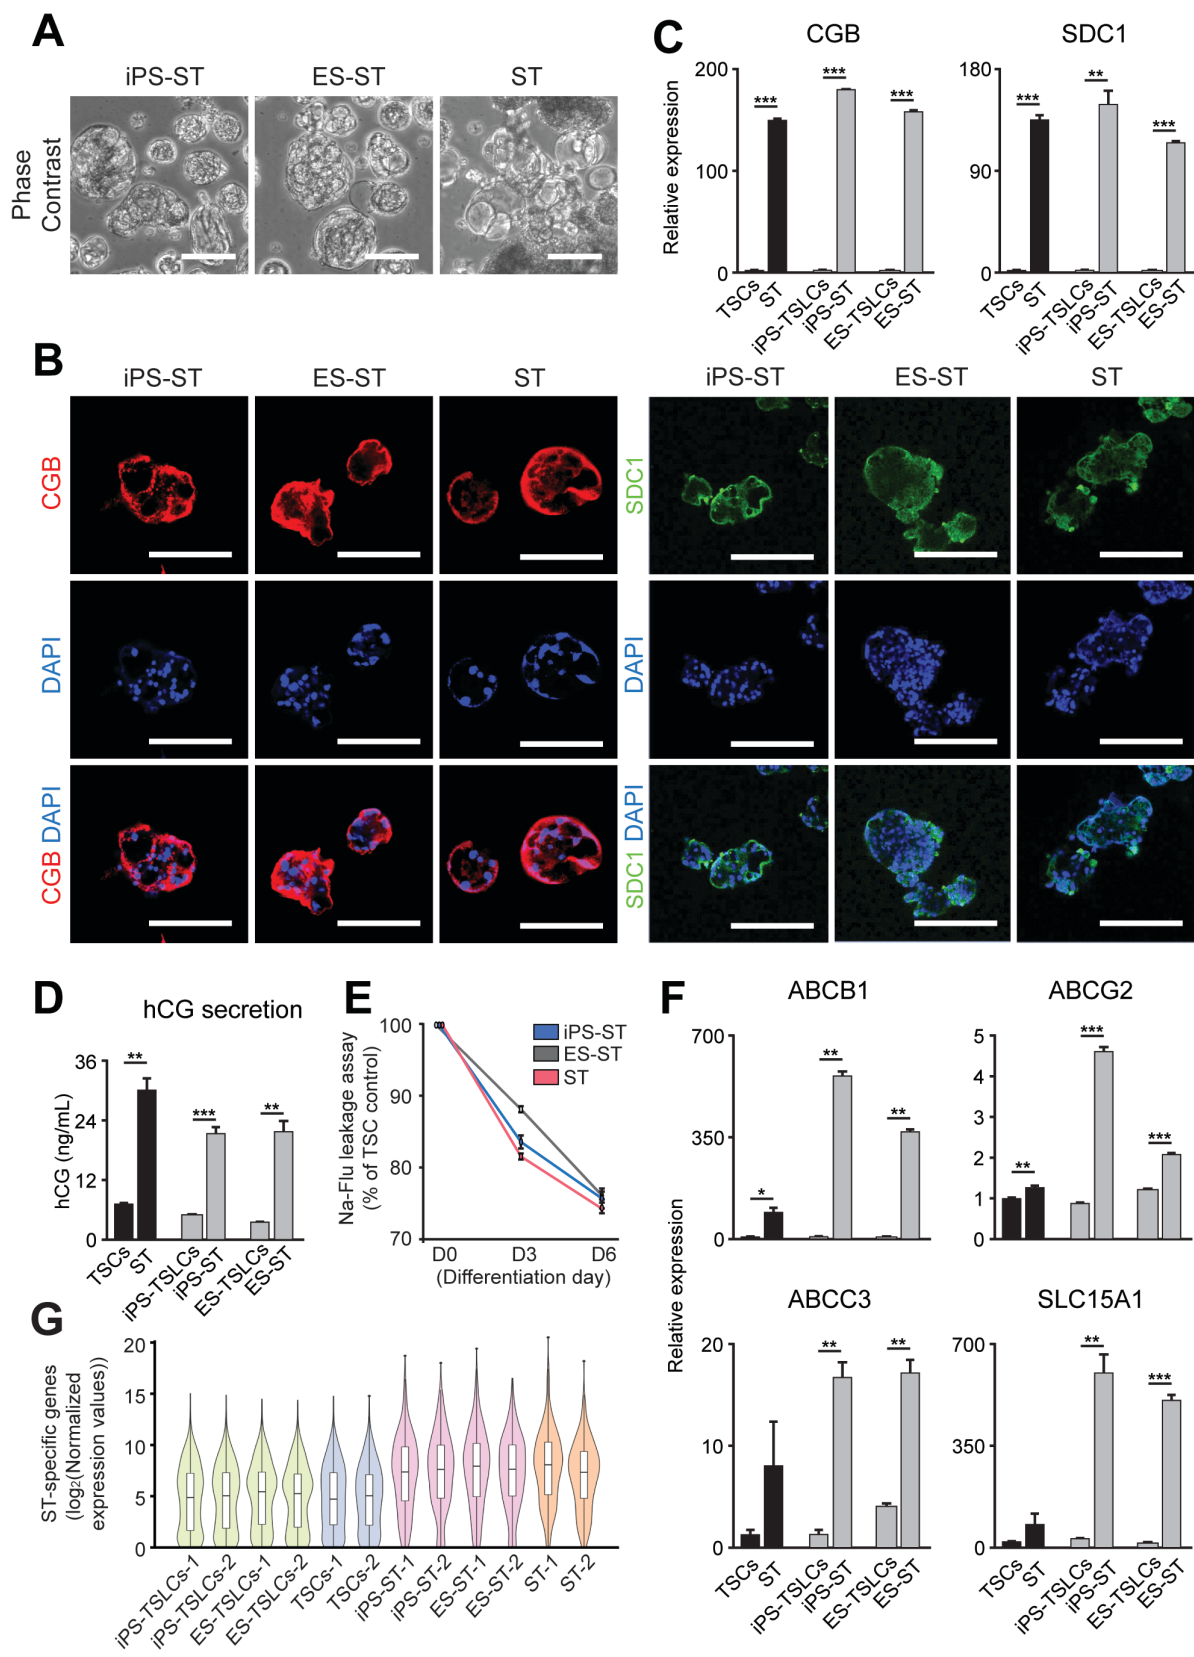 A
iPS-ST ES-ST ST
Phase
Contrast
C
CGB SDC1
Relative expression
200
100
0
***
***
***
TSCs
ST
iPS-TSLCs
iPS-ST
ES-TSLCs
ES-ST
180
90
0
***
**
***
TSCs
ST
iPS-TSLCs
iPS-ST
ES-TSLCs
ES-ST
B
iPS-ST ES-ST ST iPS-ST ES-ST ST
CGB
DAPI
CGB DAPI
SDC1
DAPI
SDC1 DAPI
D
hCG secretion
hCG (ng/mL)
36
24
12
0
**
***
**
TSCs
ST
iPS-TSLCs
iPS-ST
ES-TSLCs
ES-ST
E
Na-Flu leakage assay
(% of TSC control)
100
90
80
70
iPS-ST
ES-ST
ST
D0 D3 D6
(Differentiation day)
F
Relative expression
ABCB1
700
350
0
*
**
**
ABCG2
5
4
3
2
1
0
**
***
***
ABCC3
20
10
0
**
**
TSCs
ST
iPS-TSLCs
iPS-ST
ES-TSLCs
ES-ST
SLC15A1
700
350
0
**
***
TSCs
ST
iPS-TSLCs
iPS-ST
ES-TSLCs
ES-ST
G
ST-specific genes
(log2(Normalized
expression values))
20
15
10
5
0
iPS-TSLCs-1
iPS-TSLCs-2
ES-TSLCs-1
ES-TSLCs-2
TSCs-1
TSCs-2
iPS-ST-1
iPS-ST-2
ES-ST-1
ES-ST-2
ST-1
ST-2